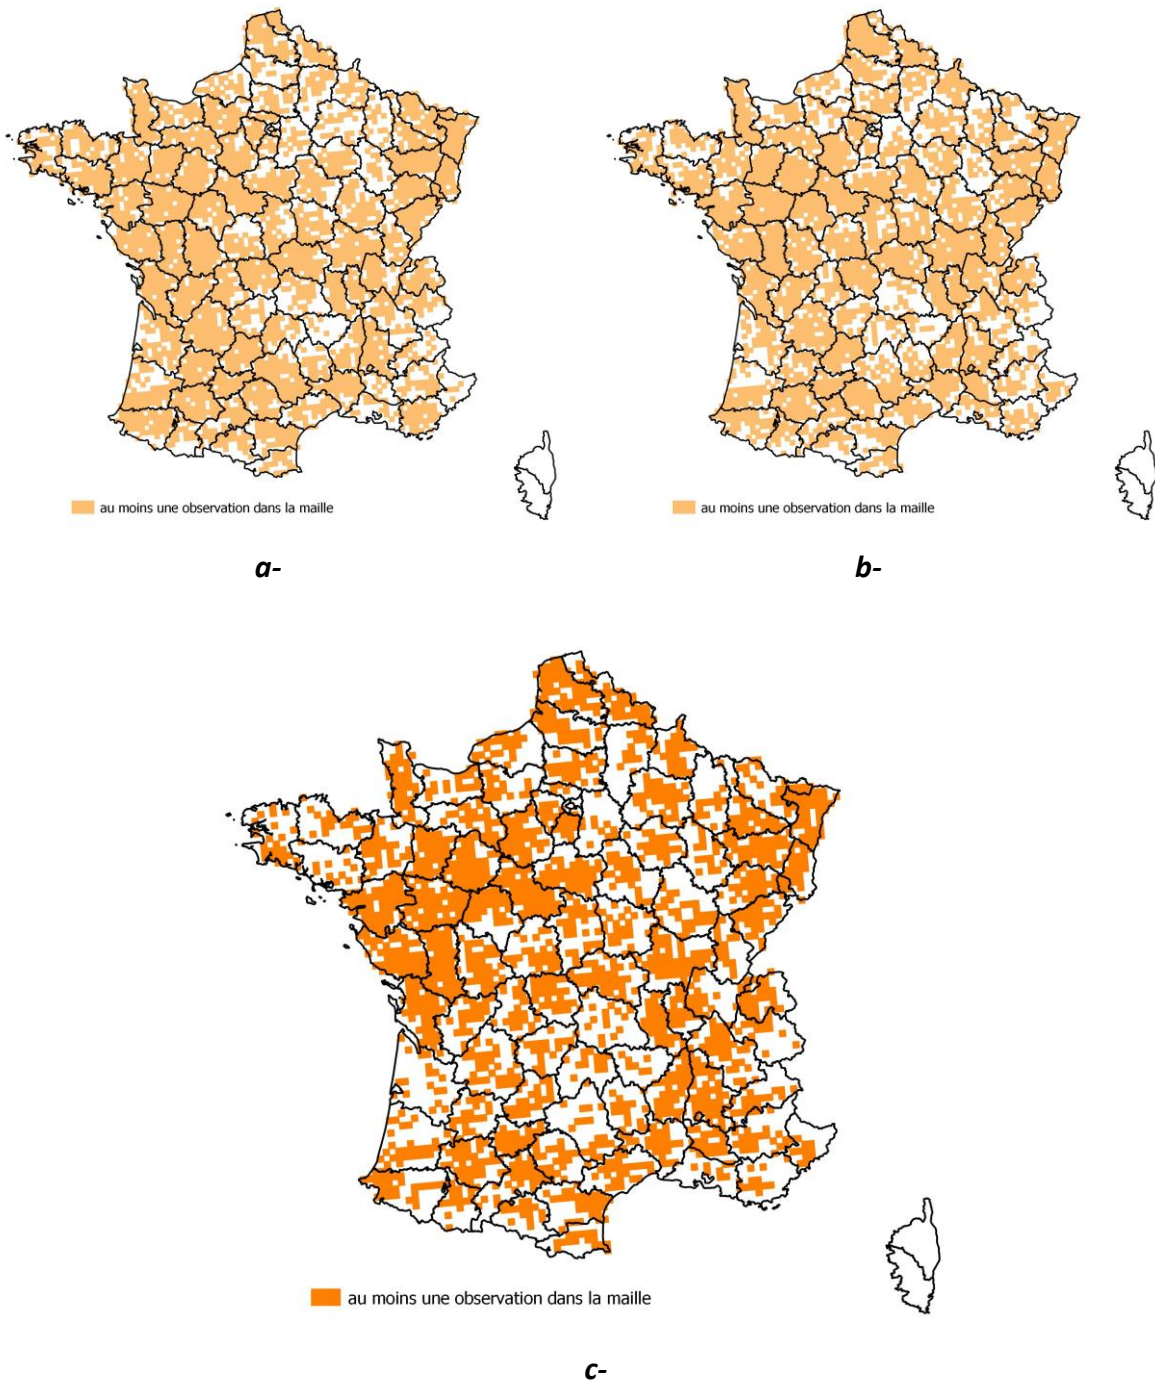 au moins une observation dans la maille
au moins une observation dans la maille
a-
b-
au moins une observation dans la maille
c-